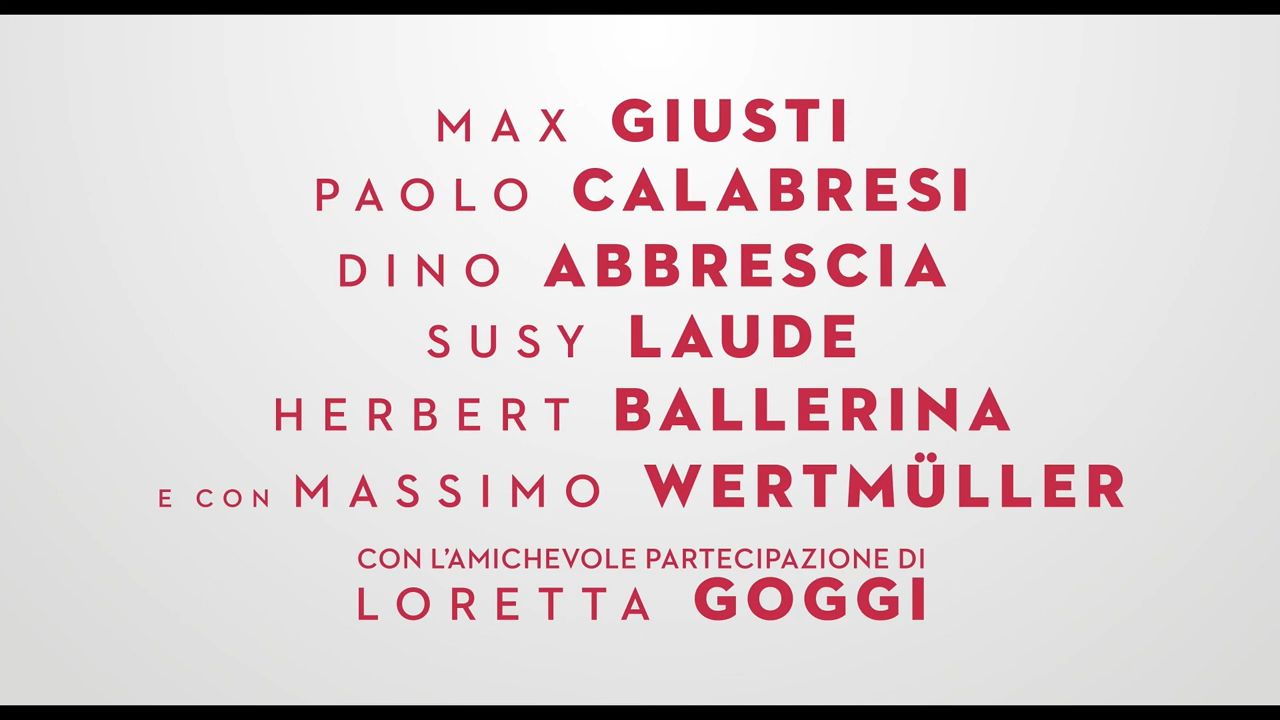 MAX GIUSTI
PAOLO CALABRESI
DINO ABBRESCIA
SUSY LAUDE
HERBERT BALLERINA
E CON MASSIMO WERTMÜLLER
CON L'AMICHEVOLE PARTECIPAZIONE DI
LORETTA GOGGI